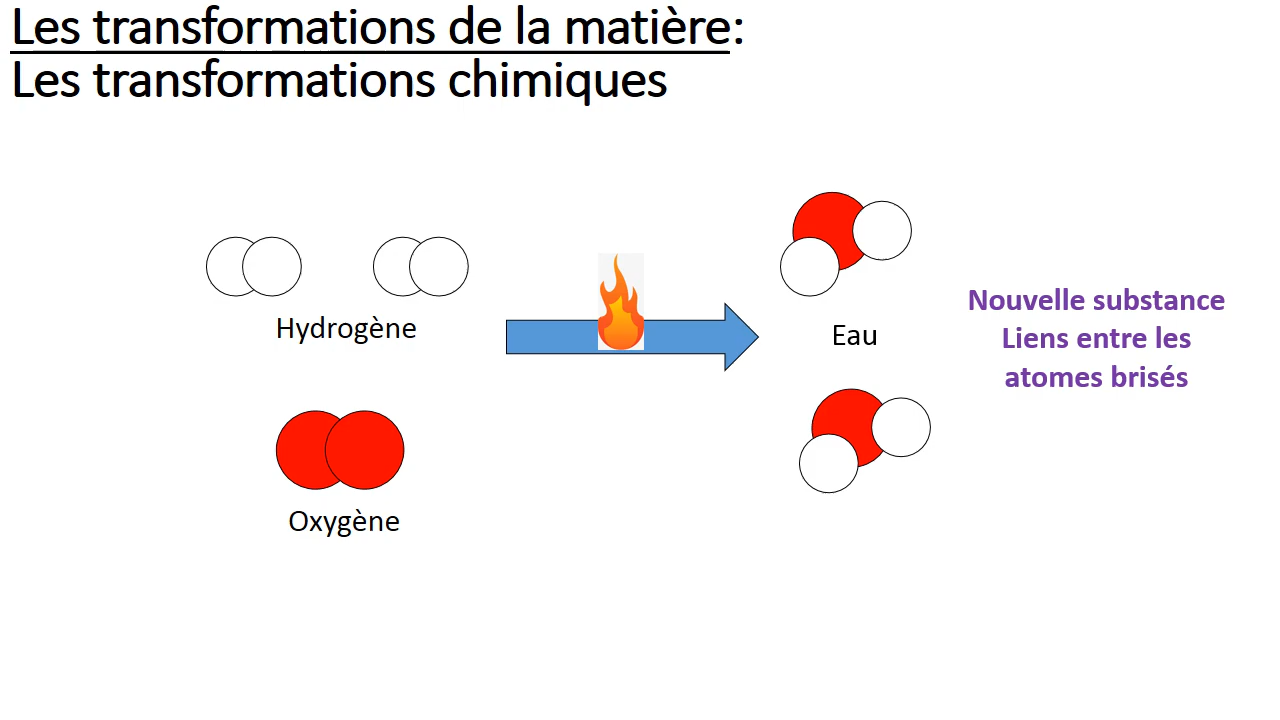 Les transformations de la matière:
Les transformations chimiques
Hydrogène
Oxygène
Eau
Nouvelle substance
Liens entre les
atomes brisés